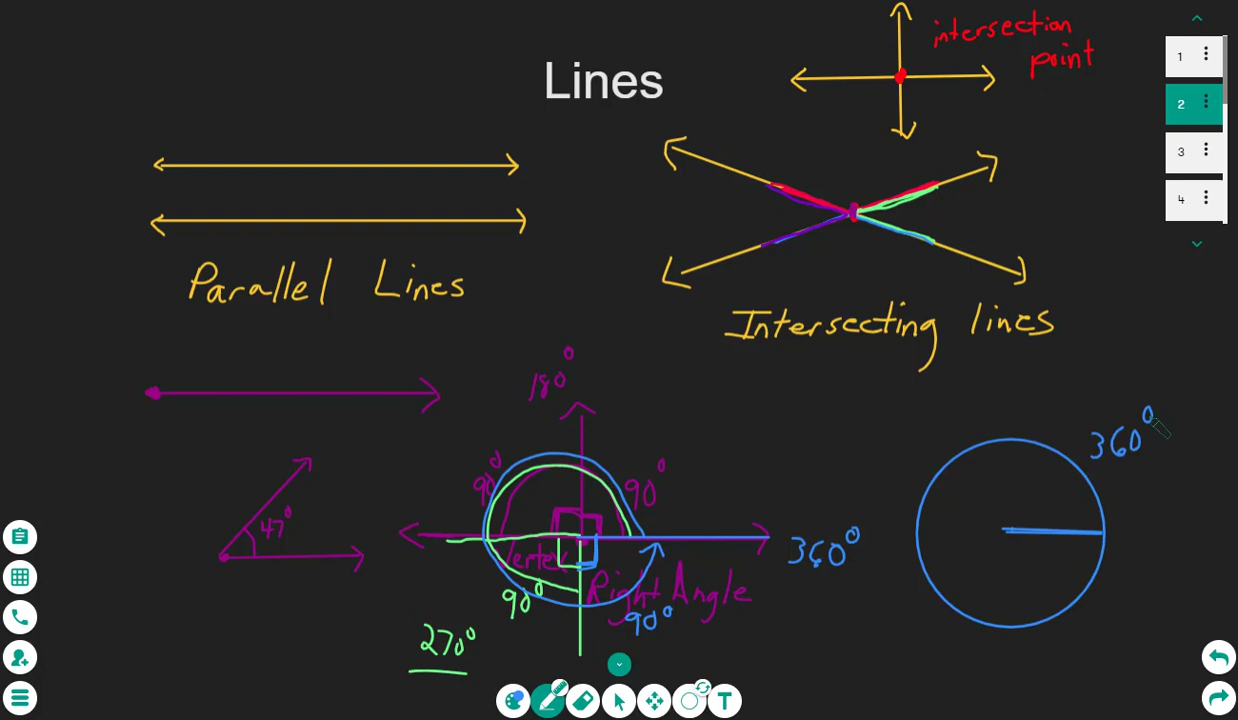 intersection
point
Lines
1
2
3
4
Parallel Lines
Intersecting lines
180°
360°
90°
90°
47°
Vertex
360°
Right Angle
90°
90°
270°
T